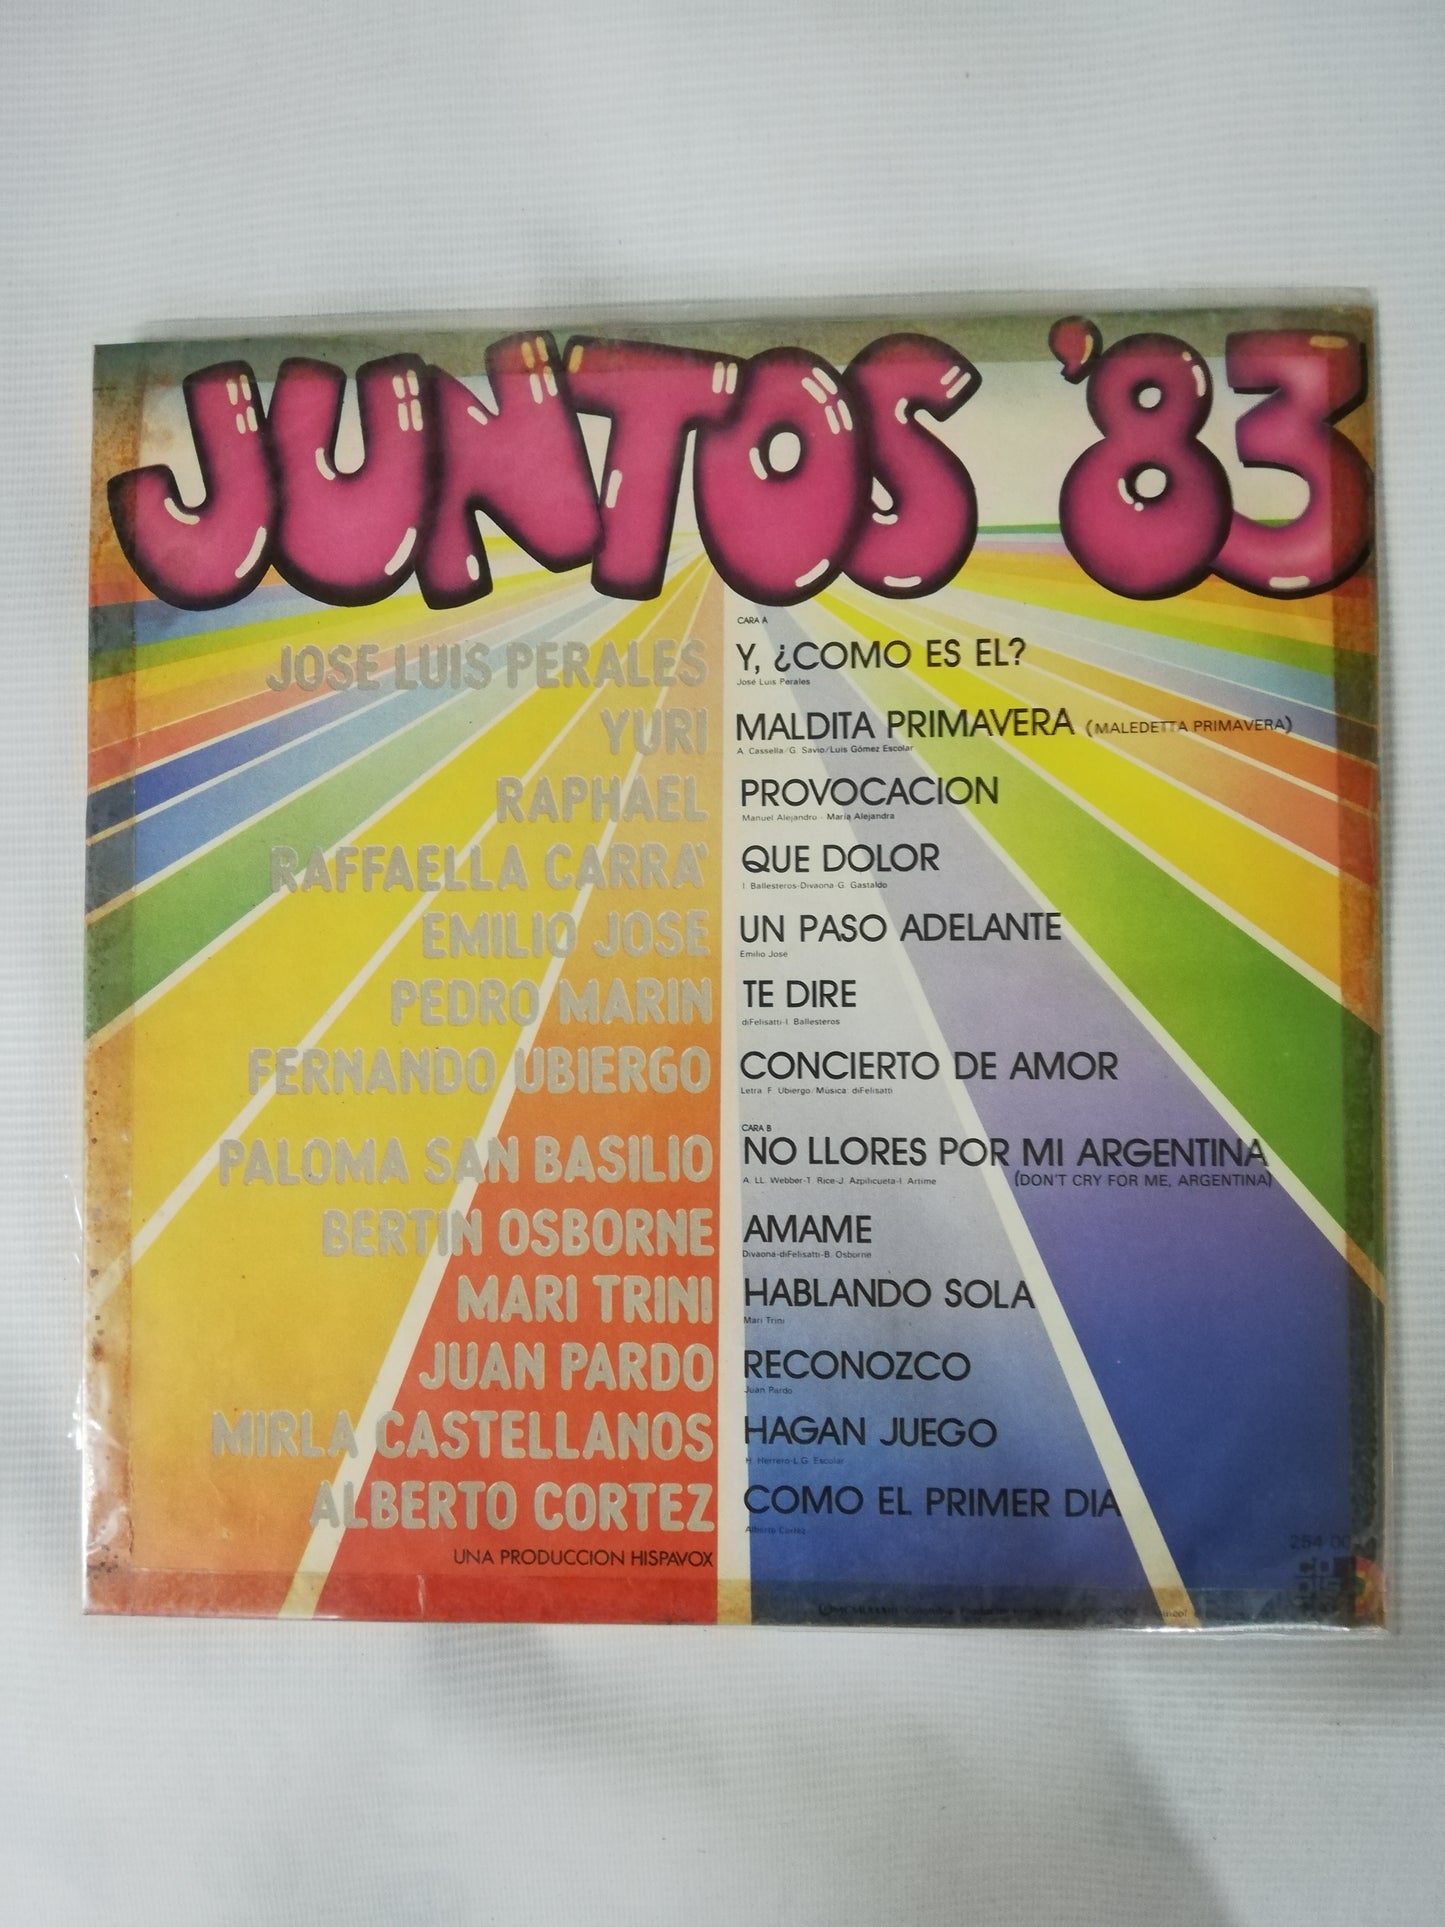 JUNTOS '83
CARA A
JOSE LUIS PERALES Y, ¿COMO ES EL?
José Luis Perales
YURI MALDITA PRIMAVERA (MALEDETTA PRIMAVERA)
A. Cassella/G. Savio/Luis Gómez Escolar
RAPHAEL PROVOCACION
Manuel Alejandro - María Alejandra
RAFFAELLA CARRA' QUE DOLOR
I. Ballesteros-Divaona-G. Gastaldo
EMILIO JOSE UN PASO ADELANTE
Emilio José
PEDRO MARIN TE DIRE
diFelisatti-I. Ballesteros
FERNANDO UBIERGO CONCIERTO DE AMOR
Letra: F. Ubiergo/Música: diFelisatti
CARA B
PALOMA SAN BASILIO NO LLORES POR MI ARGENTINA
A. LL. Webber-T. Rice-J. Azpilicueta-I. Artime (DON'T CRY FOR ME, ARGENTINA)
BERTIN OSBORNE AMAME
Divaona-diFelisatti-B. Osborne
MARI TRINI HABLANDO SOLA
Mari Trini
JUAN PARDO RECONOZCO
Juan Pardo
MIRLA CASTELLANOS HAGAN JUEGO
H. Herrero-L.G. Escolar
ALBERTO CORTEZ COMO EL PRIMER DIA
Alberto Cortez
254 00
UNA PRODUCCION HISPAVOX